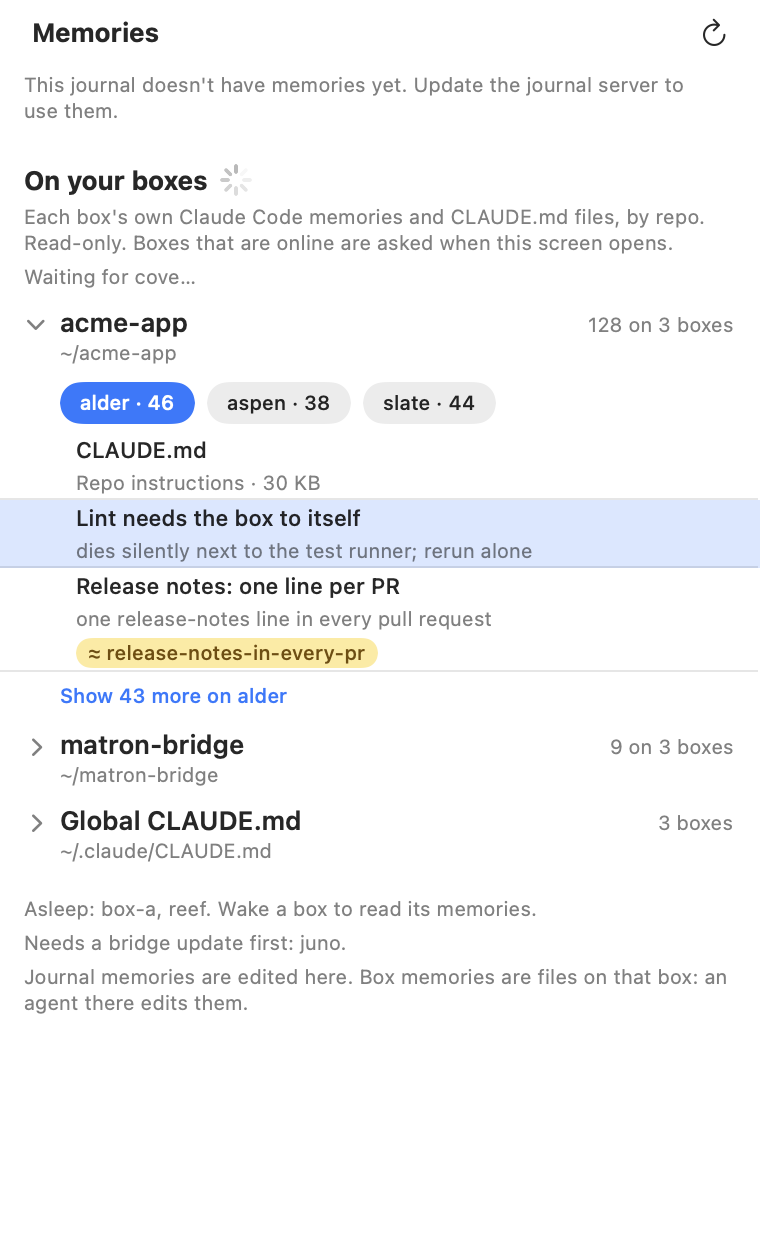 Memories
This journal doesn't have memories yet. Update the journal server to
use them.
On your boxes
Each box's own Claude Code memories and CLAUDE.md files, by repo.
Read-only. Boxes that are online are asked when this screen opens.
Waiting for cove…
acme-app
128 on 3 boxes
~/acme-app
alder · 46
aspen · 38
slate · 44
CLAUDE.md
Repo instructions · 30 KB
Lint needs the box to itself
dies silently next to the test runner; rerun alone
Release notes: one line per PR
one release-notes line in every pull request
≈ release-notes-in-every-pr
Show 43 more on alder
matron-bridge
9 on 3 boxes
~/matron-bridge
Global CLAUDE.md
3 boxes
~/.claude/CLAUDE.md
Asleep: box-a, reef. Wake a box to read its memories.
Needs a bridge update first: juno.
Journal memories are edited here. Box memories are files on that box: an
agent there edits them.